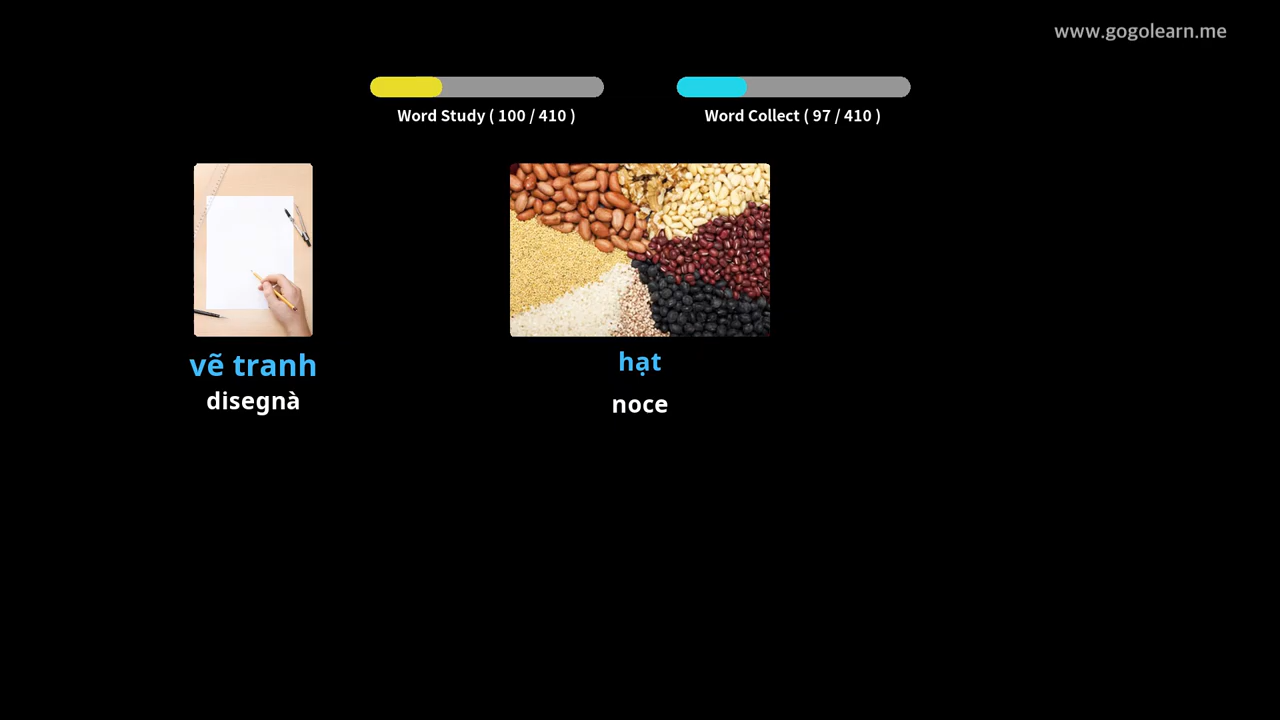 www.gogolearn.me
Word Study ( 100 / 410 )
Word Collect ( 97 / 410 )
vẽ tranh
disegnà
hạt
noce